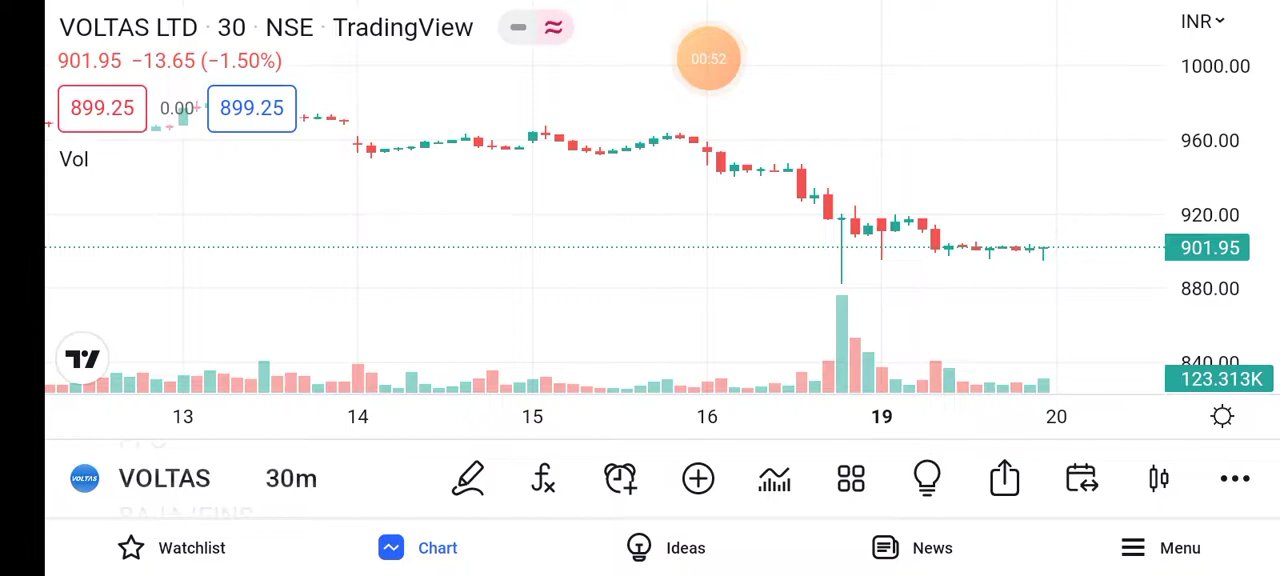 VOLTAS LTD · 30 · NSE · TradingView
INR
901.95 −13.65 (−1.50%)
00:52
1000.00
899.25 0.00 899.25
960.00
Vol
920.00
901.95
880.00
840.00
123.313K
13 14 15 16 19 20
VOLTAS VOLTAS 30m
Watchlist Chart Ideas News Menu